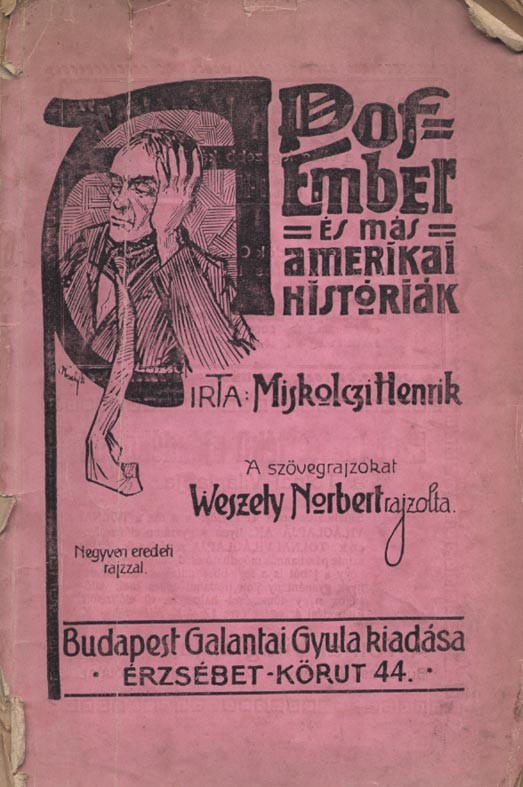 A Pof=
Ember
= és más =
amerikai
históriák
IRTA: Miskolczi Henrik
A szövegrajzokat
Weszely Norbert rajzolta.
Negyven eredeti
rajzzal.
Budapest Galantai Gyula kiadása
• ÉRZSÉBET-KÖRUT 44. •